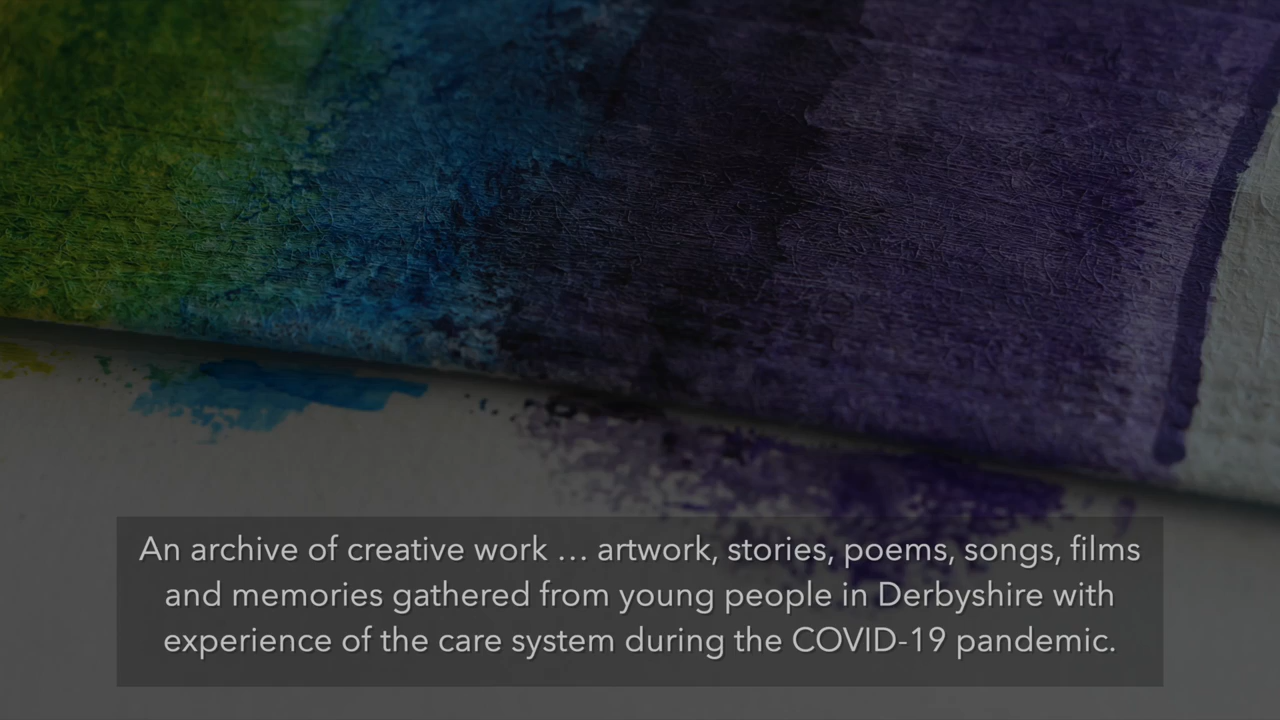 An archive of creative work … artwork, stories, poems, songs, films
and memories gathered from young people in Derbyshire with
experience of the care system during the COVID-19 pandemic.